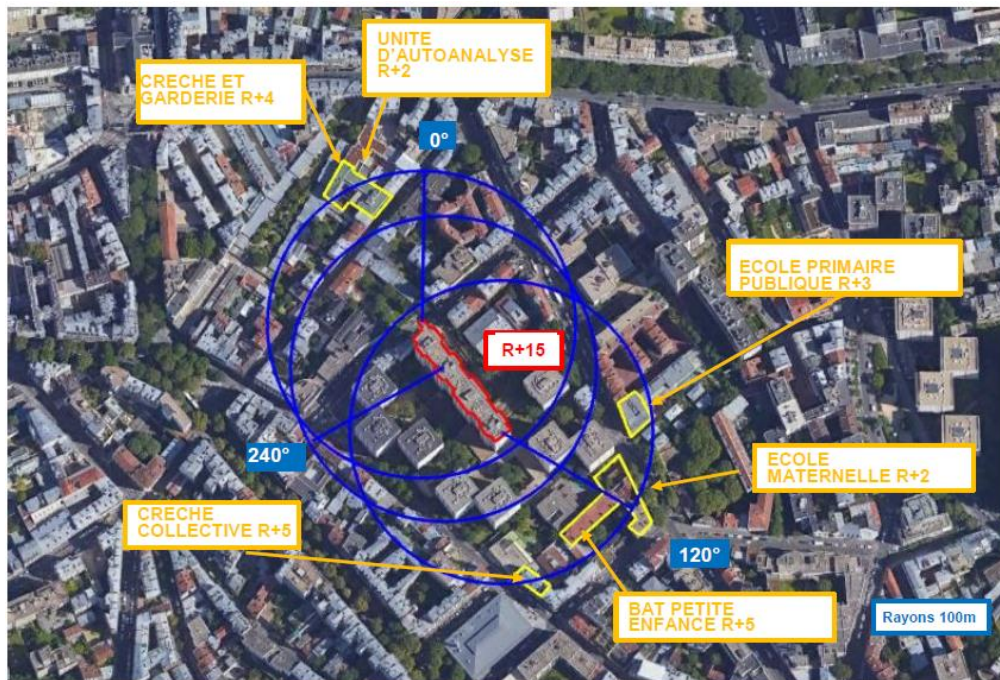 UNITE
D'AUTOANALYSE
R+2
CRECHE ET
GARDERIE R+4
0°
ECOLE PRIMAIRE
PUBLIQUE R+3
R+15
240°
ECOLE
MATERNELLE R+2
CRECHE
COLLECTIVE R+5
120°
BAT PETITE
ENFANCE R+5
Rayons 100m